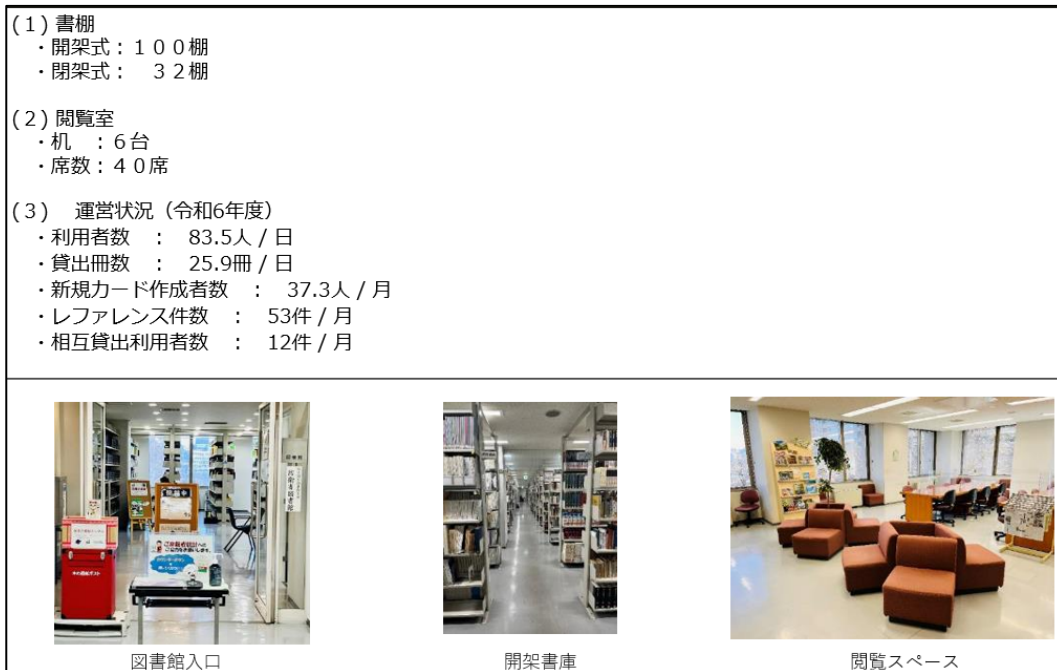 (1) 書棚
・開架式：１００棚
・閉架式：　３２棚
(2) 閲覧室
・机　：６台
・席数：４０席
(3)　運営状況（令和6年度）
・利用者数　：　83.5人 / 日
・貸出冊数　：　25.9冊 / 日
・新規カード作成者数　：　37.3人 / 月
・レファレンス件数　：　53件 / 月
・相互貸出利用者数　：　12件 / 月
図書館入口
開架書庫
閲覧スペース